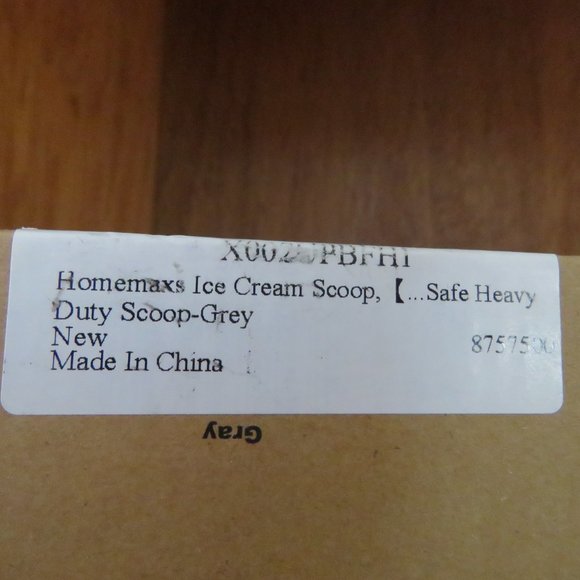 Homemaxs Ice Cream Scoop,【...Safe Heavy
Duty Scoop-Grey
New
Made In China
Gray